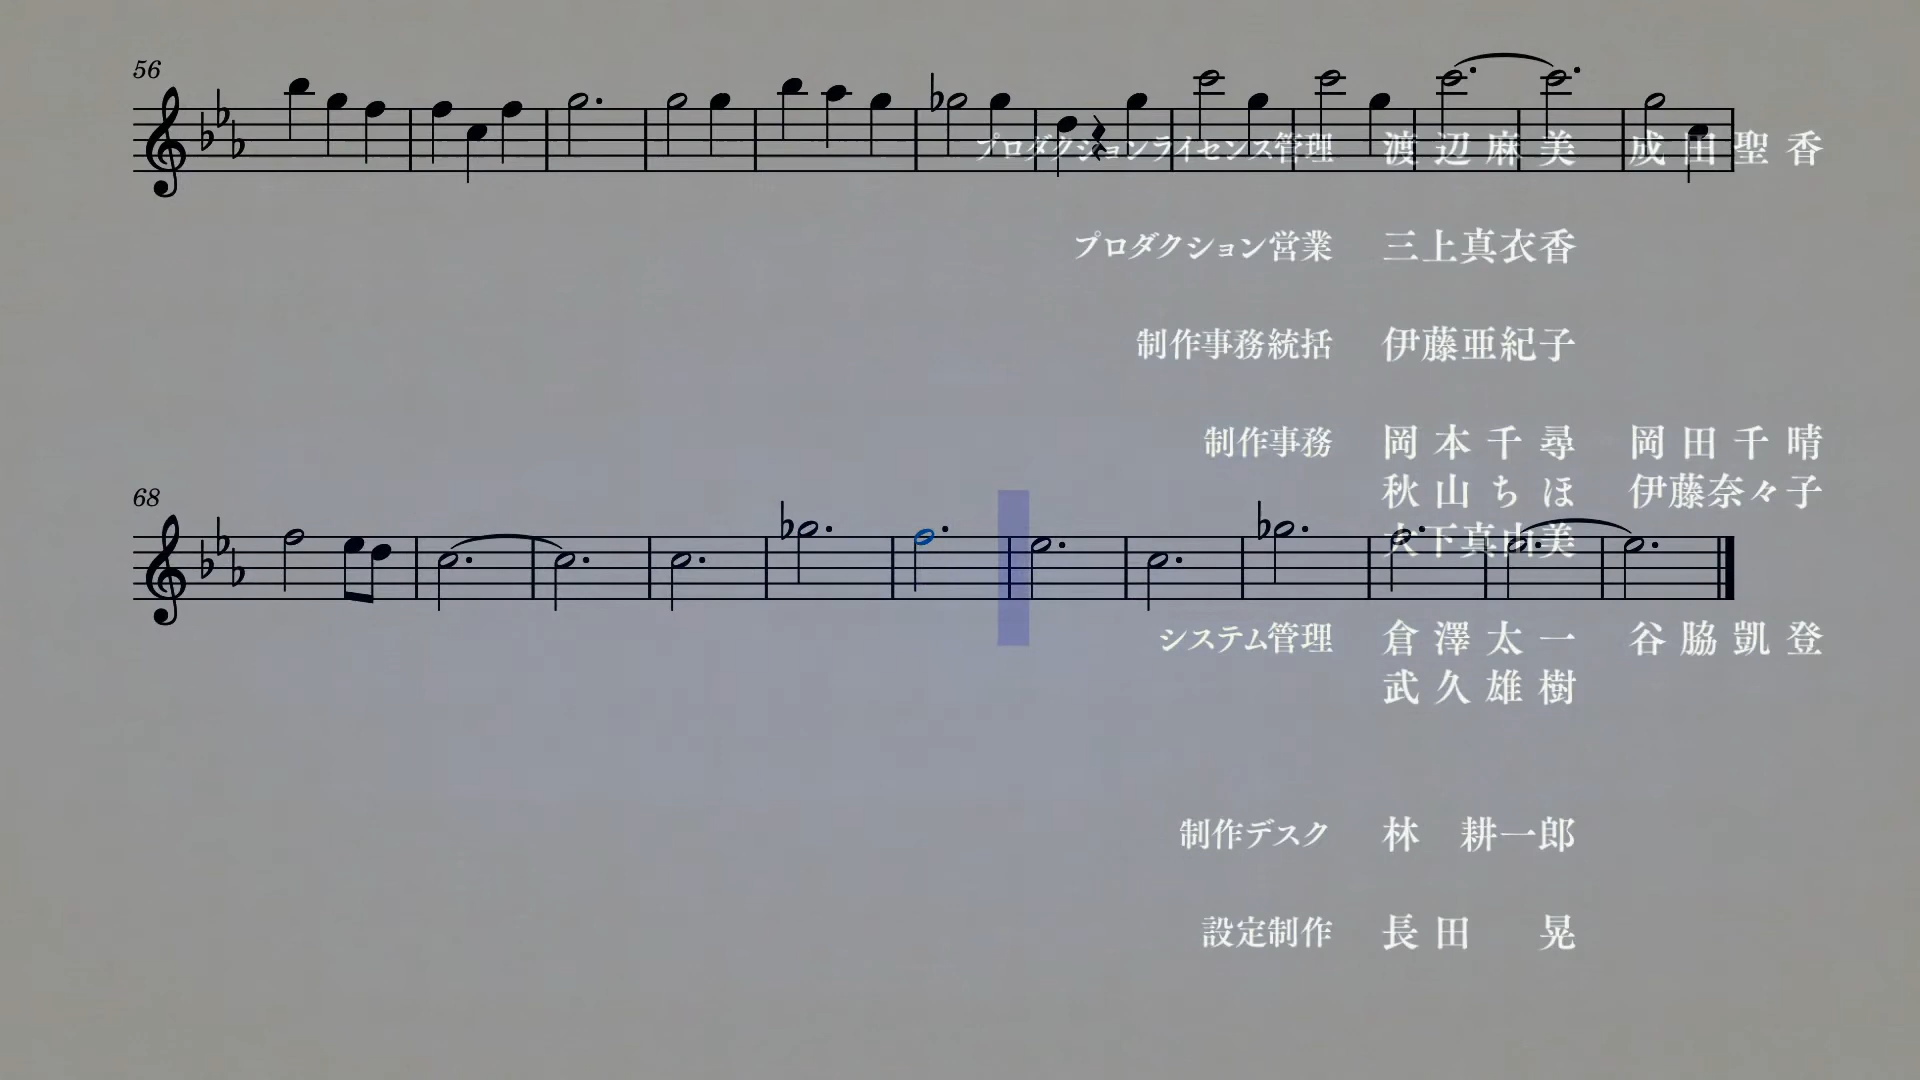 56
プロダクションライセンス管理 渡辺麻美 成田聖香
プロダクション営業 三上真衣香
制作事務統括 伊藤亜紀子
制作事務 岡本千尋 岡田千晴
68
秋山ちほ 伊藤奈々子
大下真由美
システム管理 倉澤太一 谷脇凱登
武久雄樹
制作デスク 林 耕一郎
設定制作 長田 晃